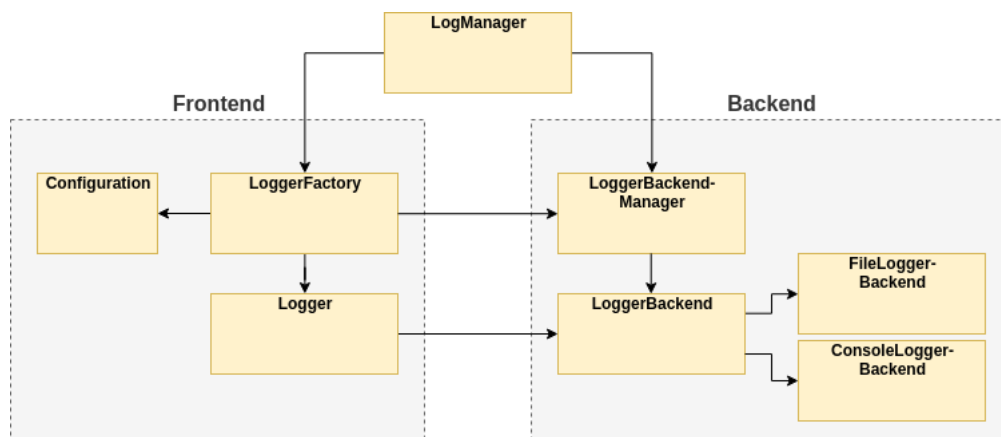 LogManager
Frontend
Backend
Configuration
LoggerFactory
LoggerBackend-
Manager
FileLogger-
Backend
Logger
LoggerBackend
ConsoleLogger-
Backend